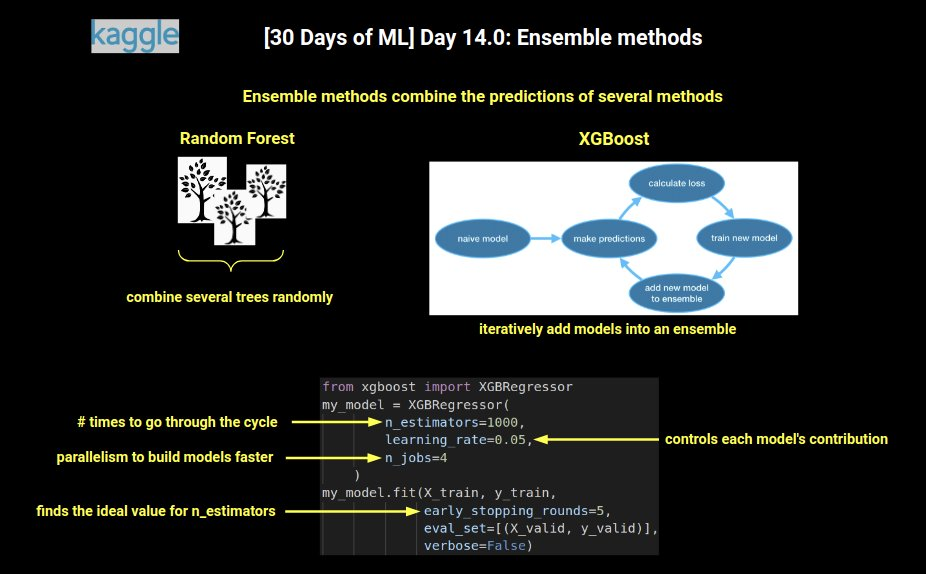 kaggle
[30 Days of ML] Day 14.0: Ensemble methods
Ensemble methods combine the predictions of several methods
Random Forest
combine several trees randomly
XGBoost
naive model
make predictions
calculate loss
train new model
add new model
to ensemble
iteratively add models into an ensemble
from xgboost import XGBRegressor
my_model = XGBRegressor(
# times to go through the cycle
n_estimators=1000,
learning_rate=0.05,
controls each model's contribution
parallelism to build models faster
n_jobs=4
)
my_model.fit(X_train, y_train,
finds the ideal value for n_estimators
early_stopping_rounds=5,
eval_set=[(X_valid, y_valid)],
verbose=False)